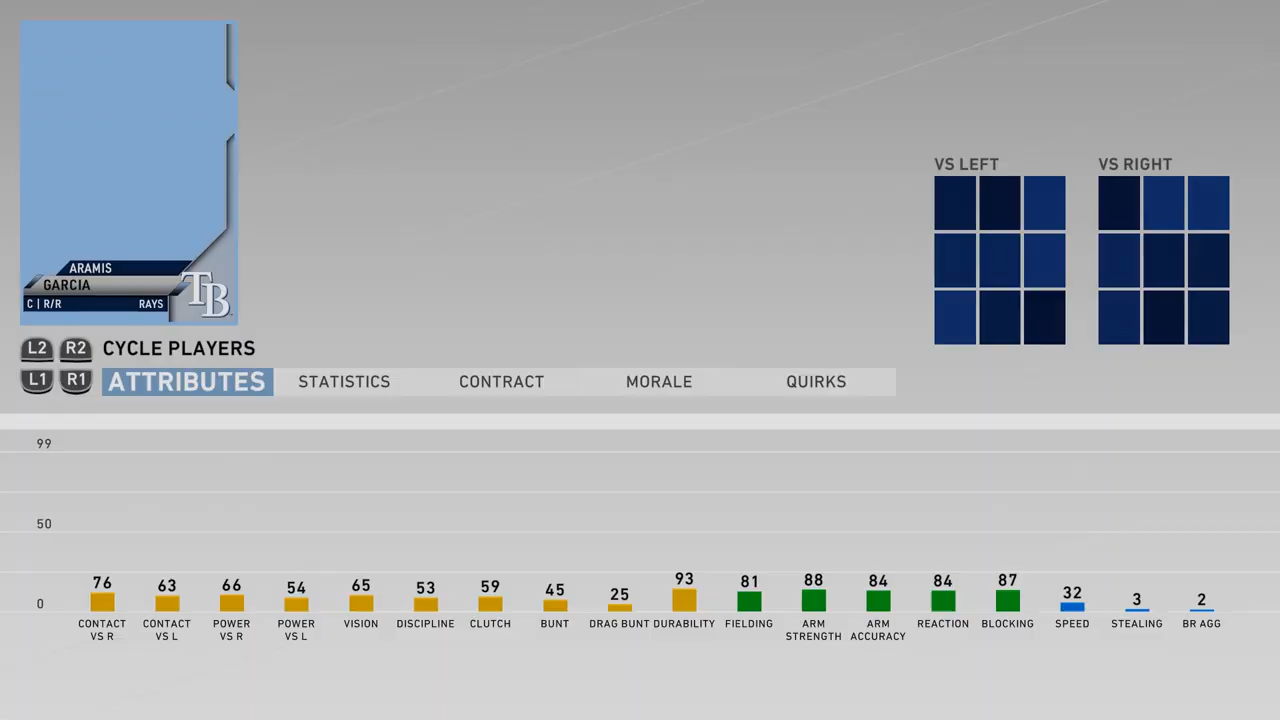 ARAMIS
GARCIA
C | R/R RAYS
TB
VS LEFT
VS RIGHT
L2 R2 CYCLE PLAYERS
L1 R1 ATTRIBUTES STATISTICS CONTRACT MORALE QUIRKS
99
50
0
76 63 66 54 65 53 59 45 25 93 81 88 84 84 87 32 3 2
CONTACT VS R
CONTACT VS L
POWER VS R
POWER VS L
VISION
DISCIPLINE
CLUTCH
BUNT
DRAG BUNT
DURABILITY
FIELDING
ARM STRENGTH
ARM ACCURACY
REACTION
BLOCKING
SPEED
STEALING
BR AGG